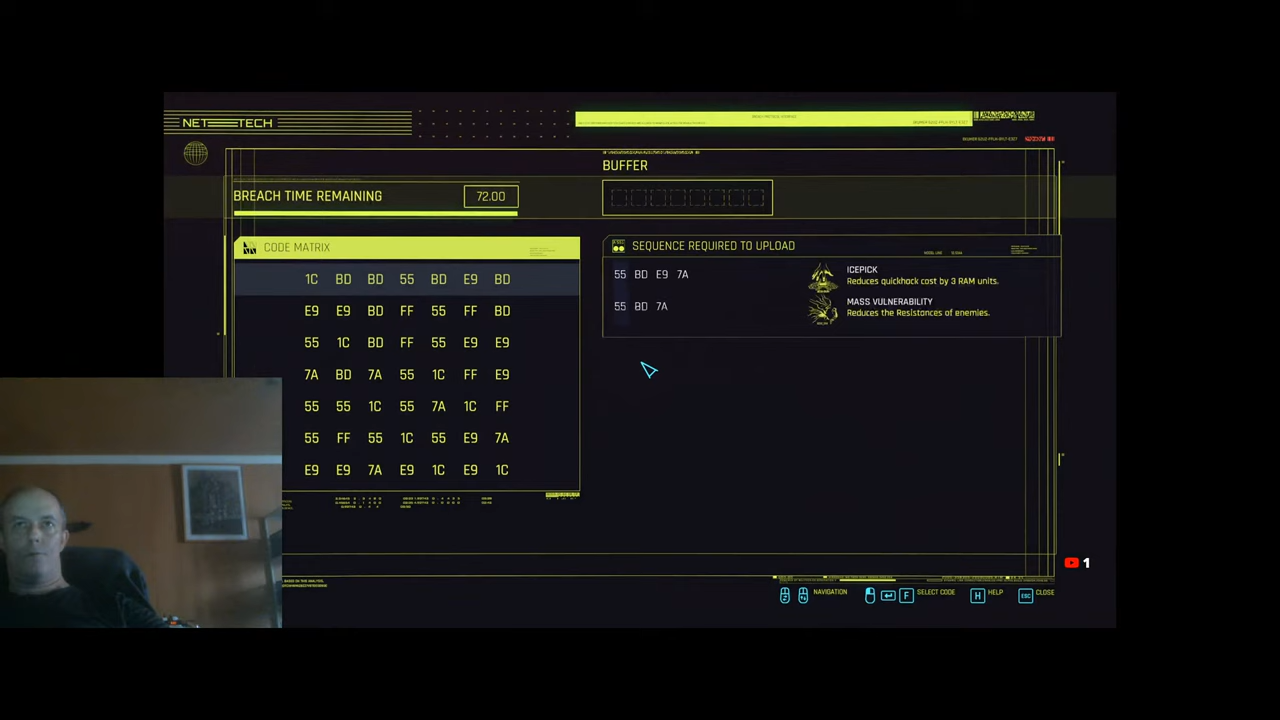 NET TECH
BUFFER
BREACH TIME REMAINING 72.00
CODE MATRIX
SEQUENCE REQUIRED TO UPLOAD
1C BD BD 55 BD E9 BD
E9 E9 BD FF 55 FF BD
55 1C BD FF 55 E9 E9
7A BD 7A 55 1C FF E9
55 55 1C 55 7A 1C FF
55 FF 55 1C 55 E9 7A
E9 E9 7A E9 1C E9 1C
55 BD E9 7A
ICEPICK
Reduces quickhack cost by 3 RAM units.
55 BD 7A
MASS VULNERABILITY
Reduces the Resistances of enemies.
1
NAVIGATION
F SELECT CODE
H HELP
ESC CLOSE